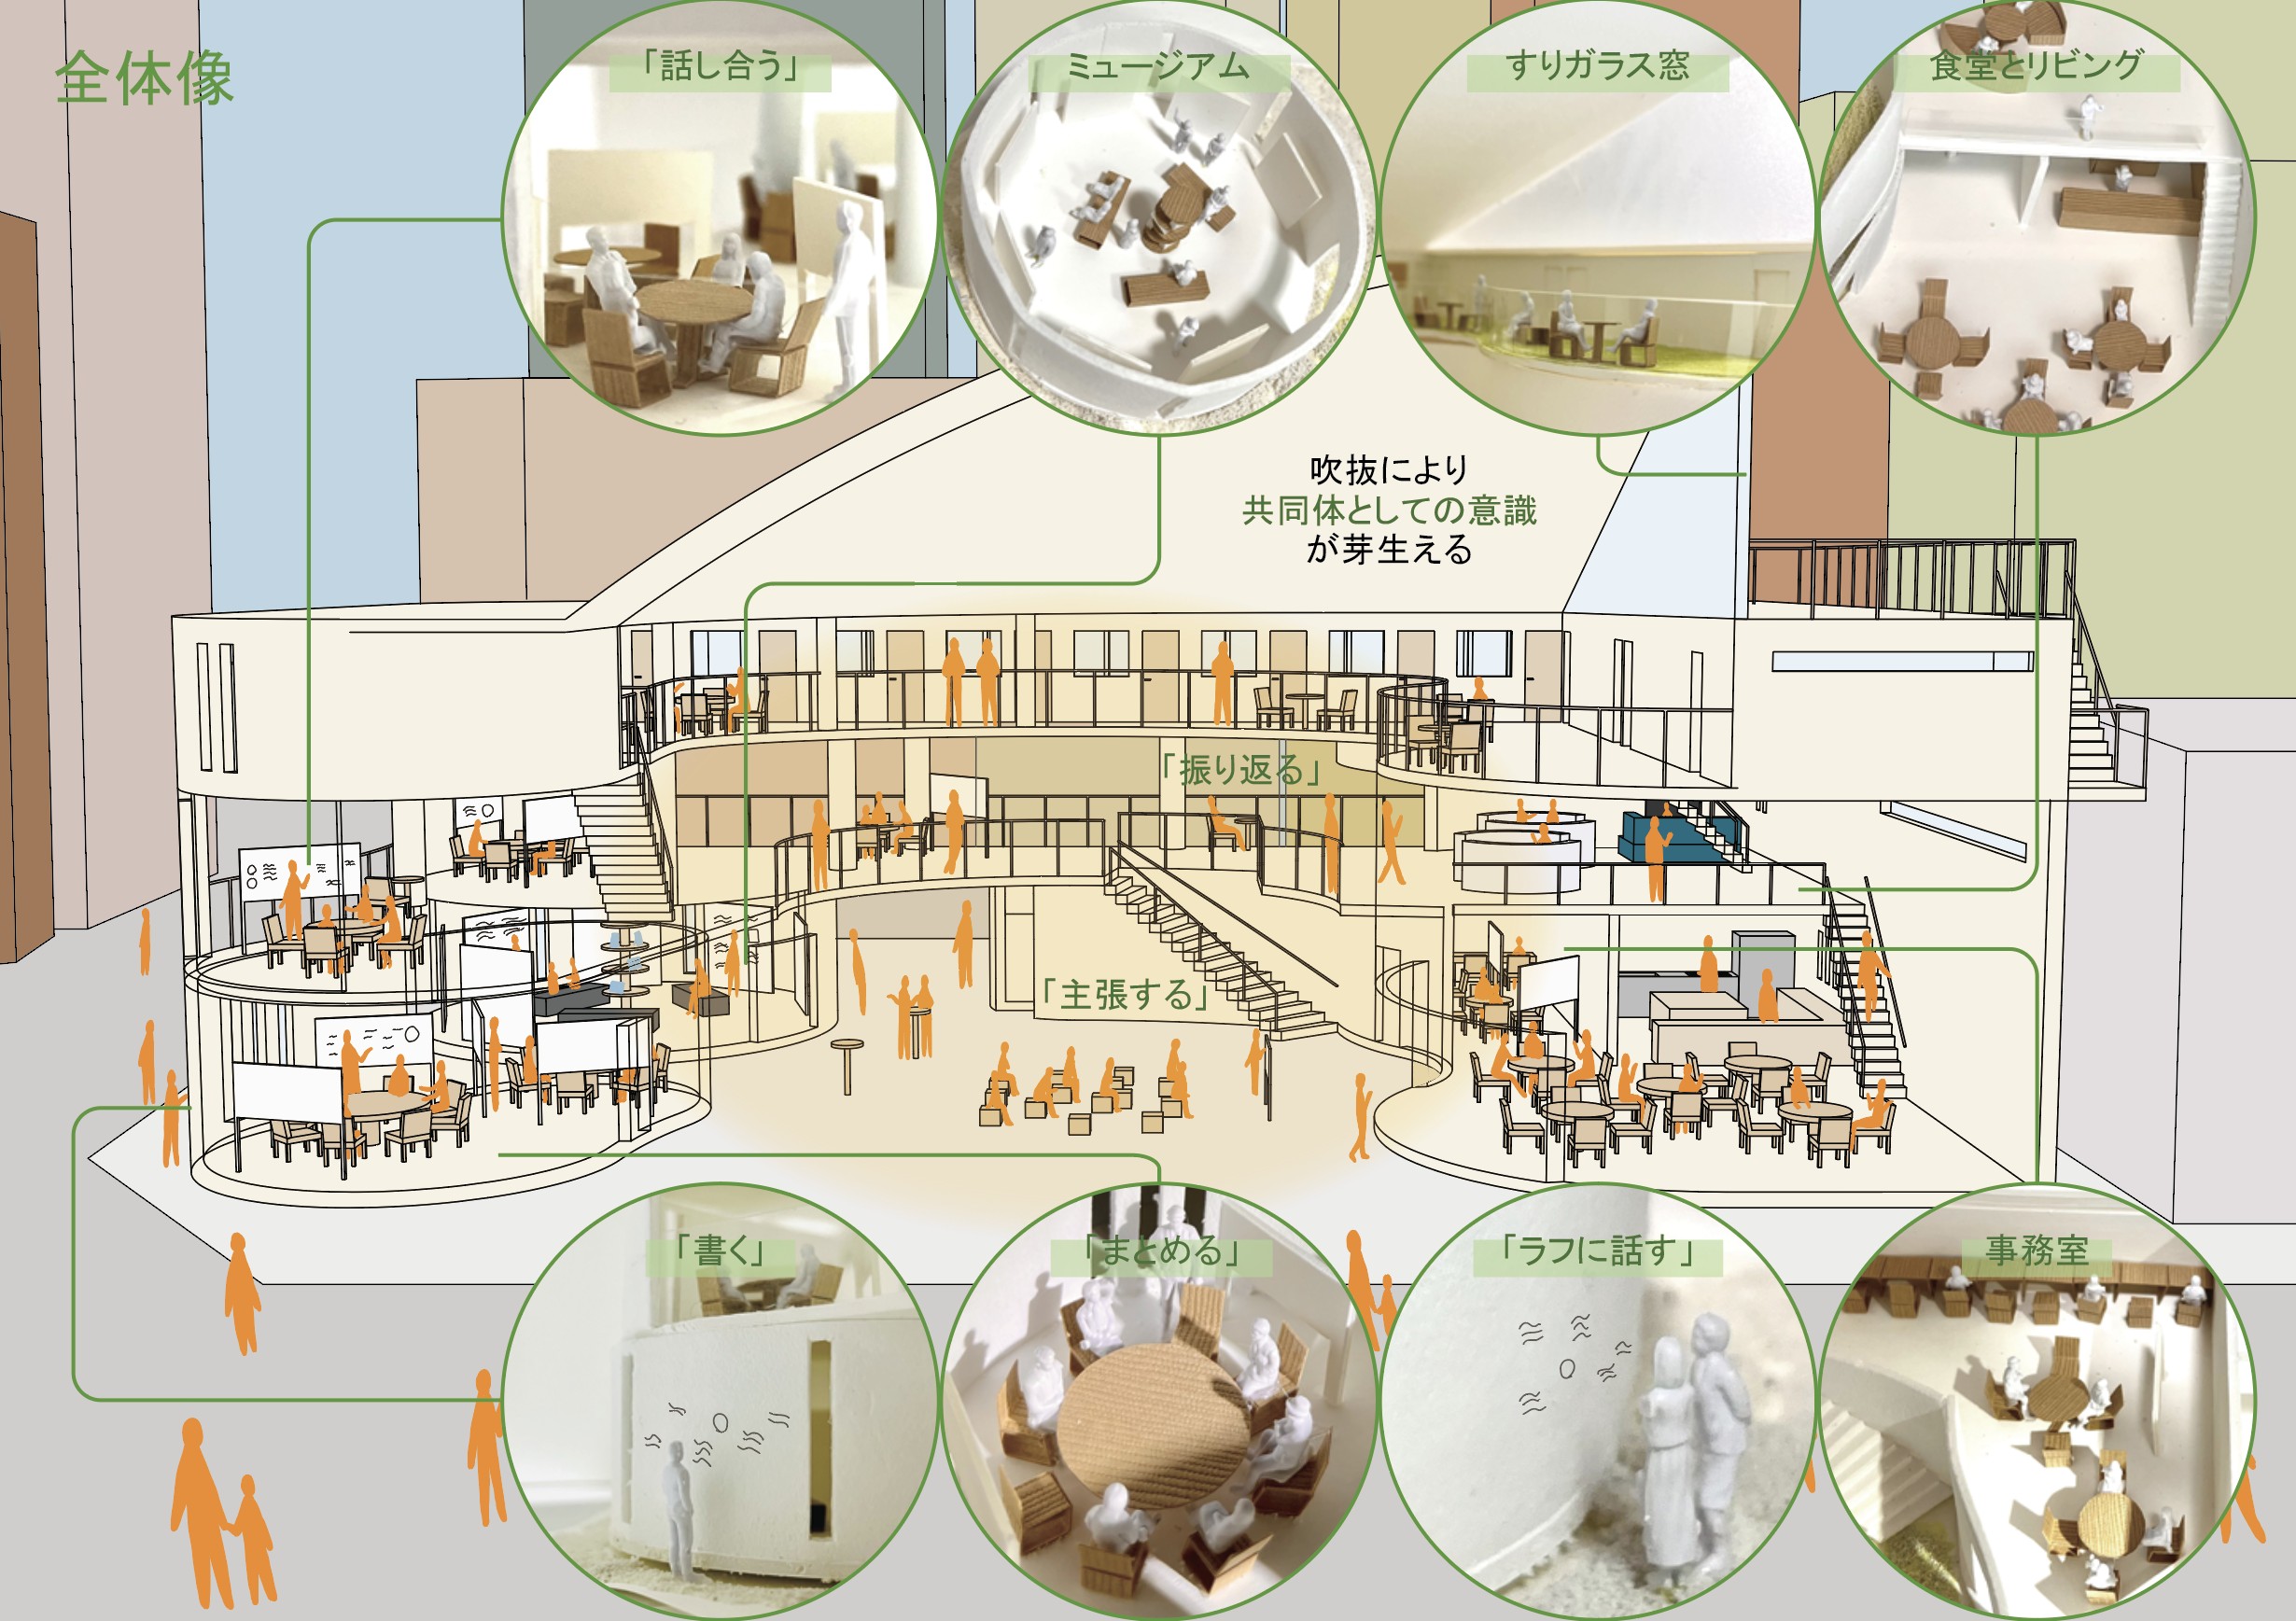 全体像
「話し合う」
ミュージアム
すりガラス窓
食堂とリビング
吹抜により
共同体としての意識
が芽生える
「振り返る」
「主張する」
「書く」
「まとめる」
「ラフに話す」
事務室